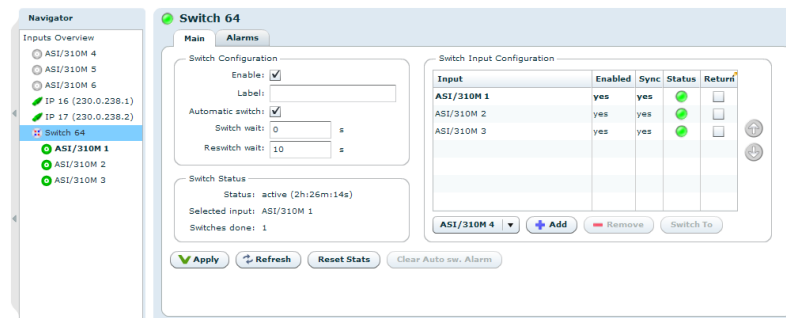 Navigator
Inputs Overview
ASI/310M 4
ASI/310M 5
ASI/310M 6
IP 16 (230.0.238.1)
IP 17 (230.0.238.2)
Switch 64
ASI/310M 1
ASI/310M 2
ASI/310M 3
Switch 64
Main Alarms
Switch Configuration
Enable:
Label:
Automatic switch:
Switch wait: 0 s
Reswitch wait: 10 s
Switch Status
Status: active (2h:26m:14s)
Selected input: ASI/310M 1
Switches done: 1
Switch Input Configuration
Input Enabled Sync Status Return
ASI/310M 1 yes yes
ASI/310M 2 yes yes
ASI/310M 3 yes yes
ASI/310M 4 Add Remove Switch To
Apply Refresh Reset Stats Clear Auto sw. Alarm